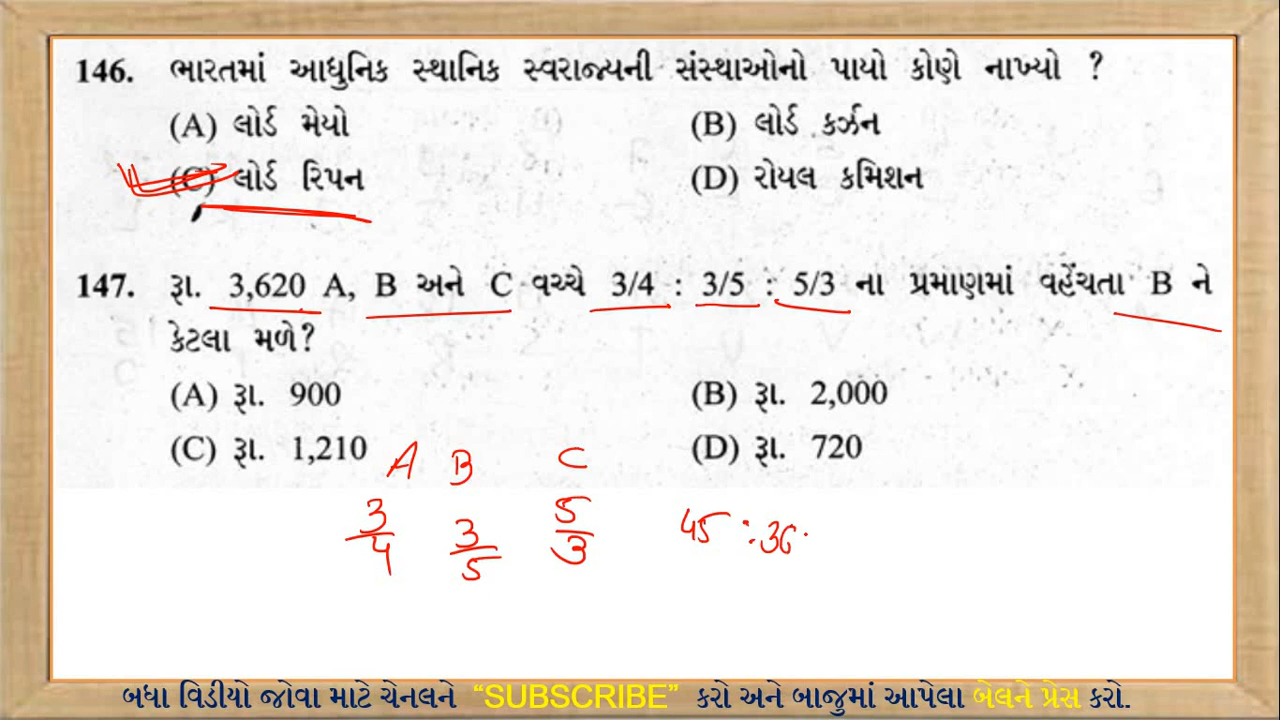 146. ભારતમાં આધુનિક સ્થાનિક સ્વરાજ્યની સંસ્થાઓનો પાયો કોણે નાખ્યો ?
(A) લોર્ડ મેયો (B) લોર્ડ કર્ઝન
(C) લોર્ડ રિપન (D) રોયલ કમિશન
147. રૂા. 3,620 A, B અને C વચ્ચે 3/4 : 3/5 : 5/3 ના પ્રમાણમાં વહેંચતા B ને
કેટલા મળે?
(A) રૂા. 900 (B) રૂા. 2,000
(C) રૂા. 1,210 (D) રૂા. 720
A B C
3/4 3/5 5/3 45 : 36
બધા વિડીયો જોવા માટે ચેનલને “SUBSCRIBE” કરો અને બાજુમાં આપેલા બેલને પ્રેસ કરો.